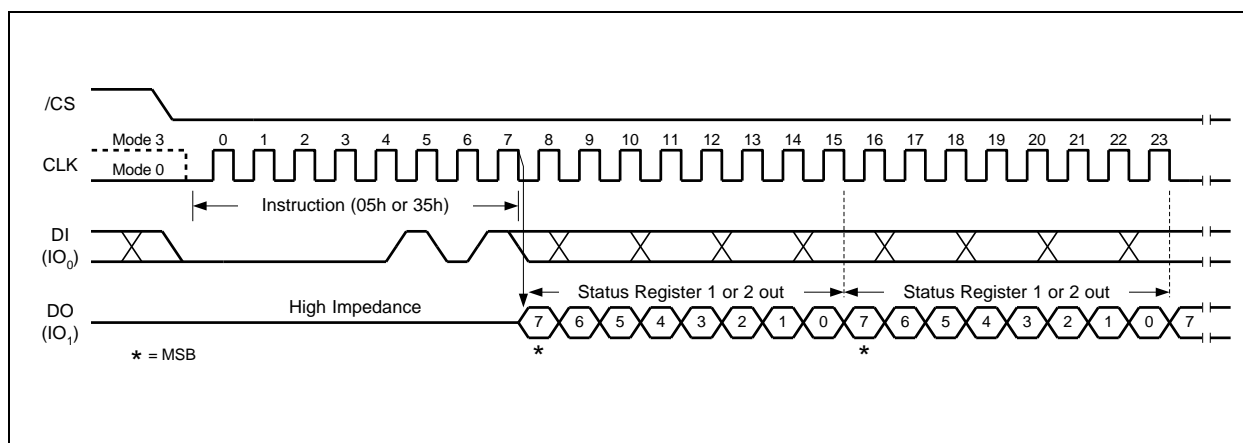 /CS
Mode 3 0 1 2 3 4 5 6 7 8 9 10 11 12 13 14 15 16 17 18 19 20 21 22 23
CLK Mode 0
Instruction (05h or 35h)
DI
(IO0)
Status Register 1 or 2 out Status Register 1 or 2 out
High Impedance
DO 7 6 5 4 3 2 1 0 7 6 5 4 3 2 1 0 7
(IO1)
* *
* = MSB